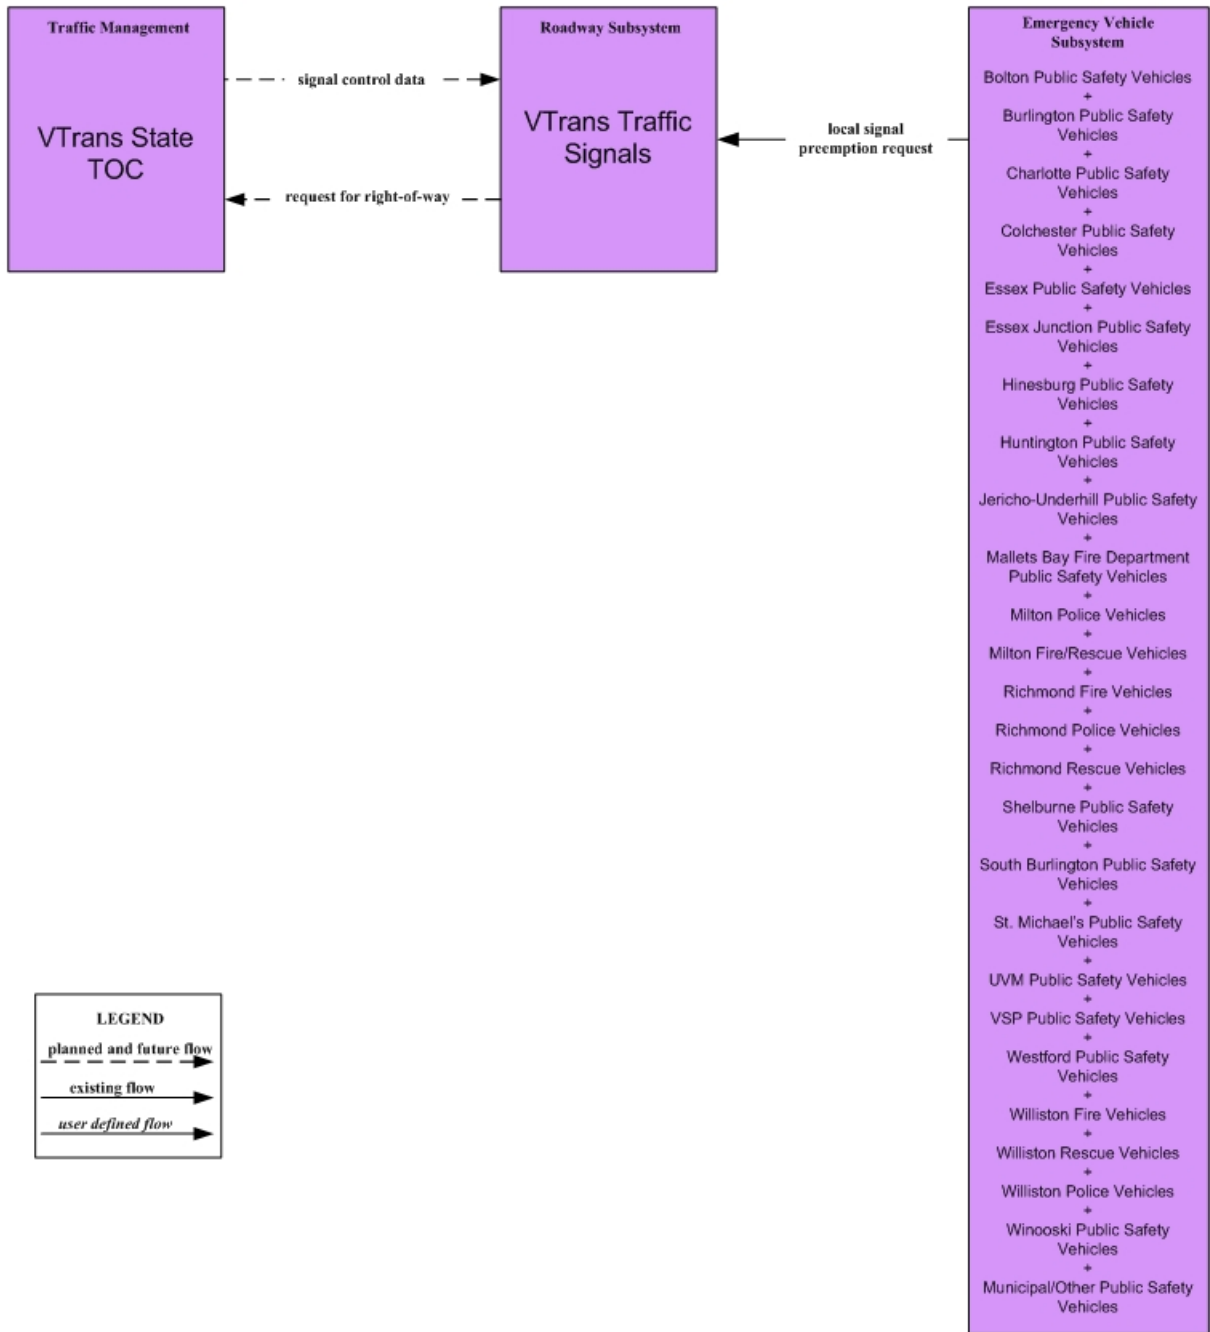 Traffic Management
VTrans State
TOC
signal control data
request for right-of-way
Roadway Subsystem
VTrans Traffic
Signals
local signal
preemption request
Emergency Vehicle
Subsystem
Bolton Public Safety Vehicles
+
Burlington Public Safety
Vehicles
+
Charlotte Public Safety
Vehicles
+
Colchester Public Safety
Vehicles
+
Essex Public Safety Vehicles
+
Essex Junction Public Safety
Vehicles
+
Hinesburg Public Safety
Vehicles
+
Huntington Public Safety
Vehicles
+
Jericho-Underhill Public Safety
Vehicles
+
Mallets Bay Fire Department
Public Safety Vehicles
+
Milton Police Vehicles
+
Milton Fire/Rescue Vehicles
+
Richmond Fire Vehicles
+
Richmond Police Vehicles
+
Richmond Rescue Vehicles
+
Shelburne Public Safety
Vehicles
+
South Burlington Public Safety
Vehicles
+
St. Michael's Public Safety
Vehicles
+
UVM Public Safety Vehicles
+
VSP Public Safety Vehicles
+
Westford Public Safety
Vehicles
+
Williston Fire Vehicles
+
Williston Rescue Vehicles
+
Williston Police Vehicles
+
Winooski Public Safety
Vehicles
+
Municipal/Other Public Safety
Vehicles
LEGEND
planned and future flow
existing flow
user defined flow